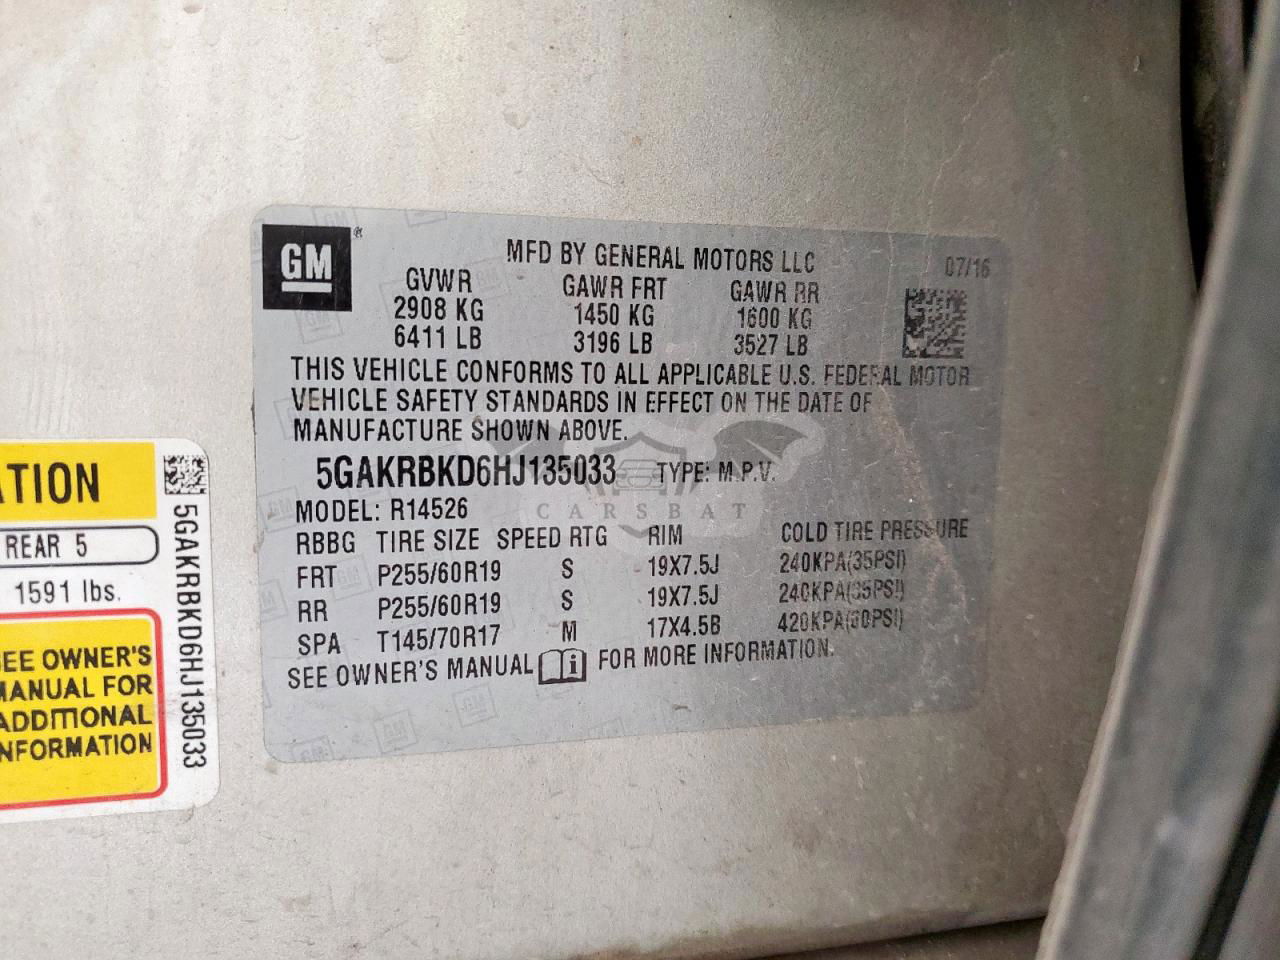 GM
MFD BY GENERAL MOTORS LLC
07/16
GVWR GAWR FRT GAWR RR
2908 KG 1450 KG 1600 KG
6411 LB 3196 LB 3527 LB
THIS VEHICLE CONFORMS TO ALL APPLICABLE U.S. FEDERAL MOTOR
VEHICLE SAFETY STANDARDS IN EFFECT ON THE DATE OF
MANUFACTURE SHOWN ABOVE.
5GAKRBKD6HJ135033 TYPE: M.P.V.
CARSBAT
MODEL: R14526
RBBG TIRE SIZE SPEED RTG RIM COLD TIRE PRESSURE
FRT P255/60R19 S 19X7.5J 240KPA(35PSI)
RR P255/60R19 S 19X7.5J 240KPA(35PSI)
SPA T145/70R17 M 17X4.5B 420KPA(60PSI)
SEE OWNER'S MANUAL i FOR MORE INFORMATION.
ATION
REAR 5
1591 lbs.
SEE OWNER'S
MANUAL FOR
ADDITIONAL
INFORMATION
5GAKRBKD6HJ135033